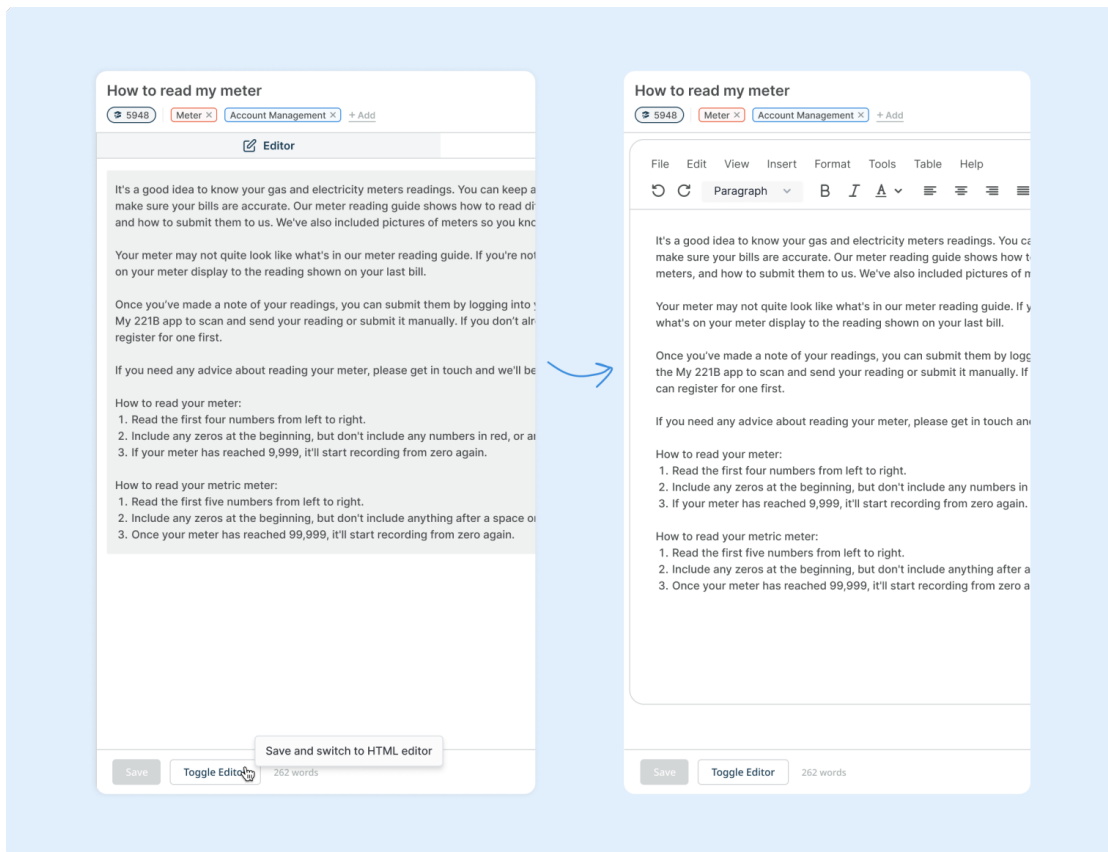 How to read my meter
5948 Meter × Account Management × + Add
Editor
It's a good idea to know your gas and electricity meters readings. You can keep a
make sure your bills are accurate. Our meter reading guide shows how to read
and how to submit them to us. We've also included pictures of meters so you
Your meter may not quite look like what's in our meter reading guide. If you're
on your meter display to the reading shown on your last bill.
Once you've made a note of your readings, you can submit them by logging into
My 221B app to scan and send your reading or submit it manually. If you don't
register for one first.
If you need any advice about reading your meter, please get in touch and we'll be
How to read your meter:
1. Read the first four numbers from left to right.
2. Include any zeros at the beginning, but don't include any numbers in red, or
3. If your meter has reached 9,999, it'll start recording from zero again.
How to read your metric meter:
1. Read the first five numbers from left to right.
2. Include any zeros at the beginning, but don't include anything after a space
3. Once your meter has reached 99,999, it'll start recording from zero again.
Save and switch to HTML editor
Save Toggle Editor 262 words
How to read my meter
5948 Meter × Account Management × + Add
File Edit View Insert Format Tools Table Help
Paragraph B I A
It's a good idea to know your gas and electricity meters readings. You
make sure your bills are accurate. Our meter reading guide shows how
meters, and how to submit them to us. We've also included pictures of
Your meter may not quite look like what's in our meter reading guide. If
what's on your meter display to the reading shown on your last bill.
Once you've made a note of your readings, you can submit them by
the My 221B app to scan and send your reading or submit it manually. If
can register for one first.
If you need any advice about reading your meter, please get in touch
How to read your meter:
1. Read the first four numbers from left to right.
2. Include any zeros at the beginning, but don't include any numbers in
3. If your meter has reached 9,999, it'll start recording from zero again.
How to read your metric meter:
1. Read the first five numbers from left to right.
2. Include any zeros at the beginning, but don't include anything after a
3. Once your meter has reached 99,999, it'll start recording from zero
Save Toggle Editor 262 words